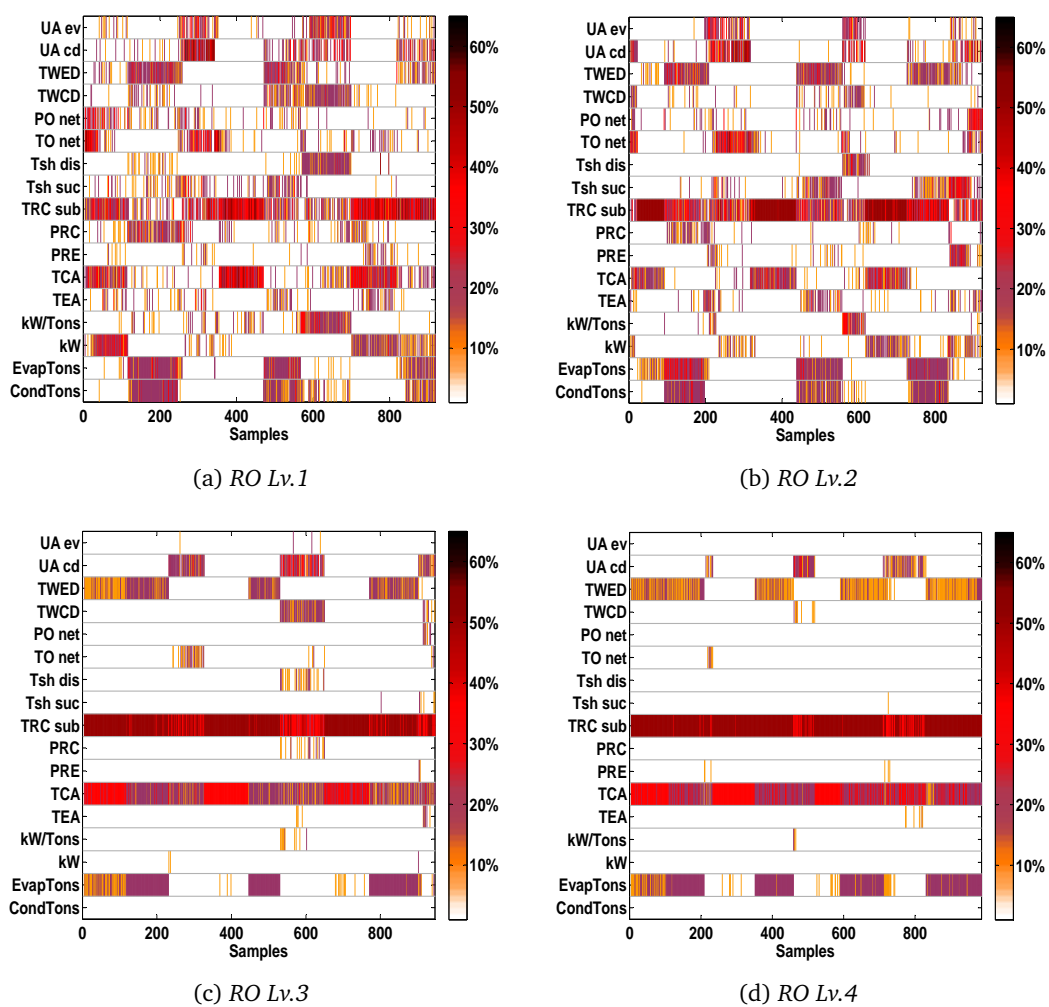 UA ev
UA cd
TWED
TWCD
PO net
TO net
Tsh dis
Tsh suc
TRC sub
PRC
PRE
TCA
TEA
kW/Tons
kW
EvapTons
CondTons
0 200 400 600 800
Samples
60%
50%
40%
30%
20%
10%
(a) RO Lv.1
UA ev
UA cd
TWED
TWCD
PO net
TO net
Tsh dis
Tsh suc
TRC sub
PRC
PRE
TCA
TEA
kW/Tons
kW
EvapTons
CondTons
0 200 400 600 800
Samples
60%
50%
40%
30%
20%
10%
(b) RO Lv.2
UA ev
UA cd
TWED
TWCD
PO net
TO net
Tsh dis
Tsh suc
TRC sub
PRC
PRE
TCA
TEA
kW/Tons
kW
EvapTons
CondTons
0 200 400 600 800
Samples
60%
50%
40%
30%
20%
10%
(c) RO Lv.3
UA ev
UA cd
TWED
TWCD
PO net
TO net
Tsh dis
Tsh suc
TRC sub
PRC
PRE
TCA
TEA
kW/Tons
kW
EvapTons
CondTons
0 200 400 600 800
Samples
60%
50%
40%
30%
20%
10%
(d) RO Lv.4